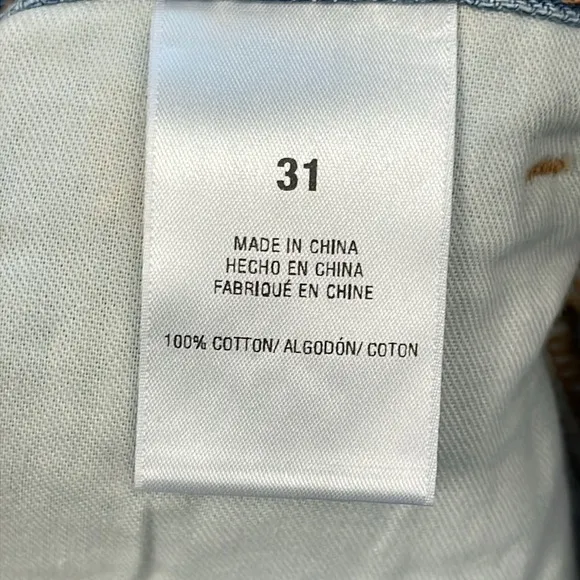 31
MADE IN CHINA
HECHO EN CHINA
FABRIQUÉ EN CHINE
100% COTTON/ ALGODÓN/ COTON